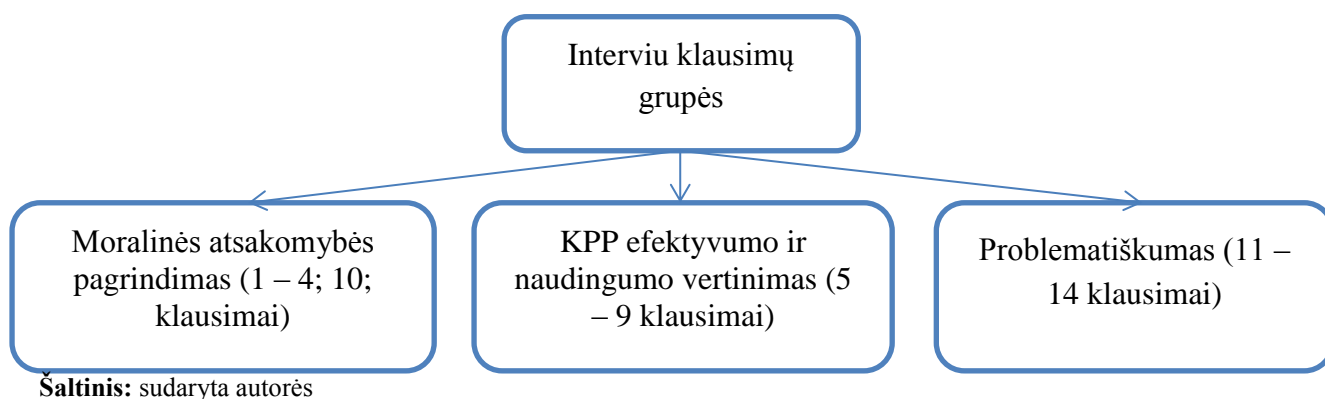 Interviu klausimų
grupės
Moralinės atsakomybės
pagrindimas (1 – 4; 10;
klausimai)
KPP efektyvumo ir
naudingumo vertinimas (5
– 9 klausimai)
Problematiškumas (11 –
14 klausimai)
Šaltinis: sudaryta autorės